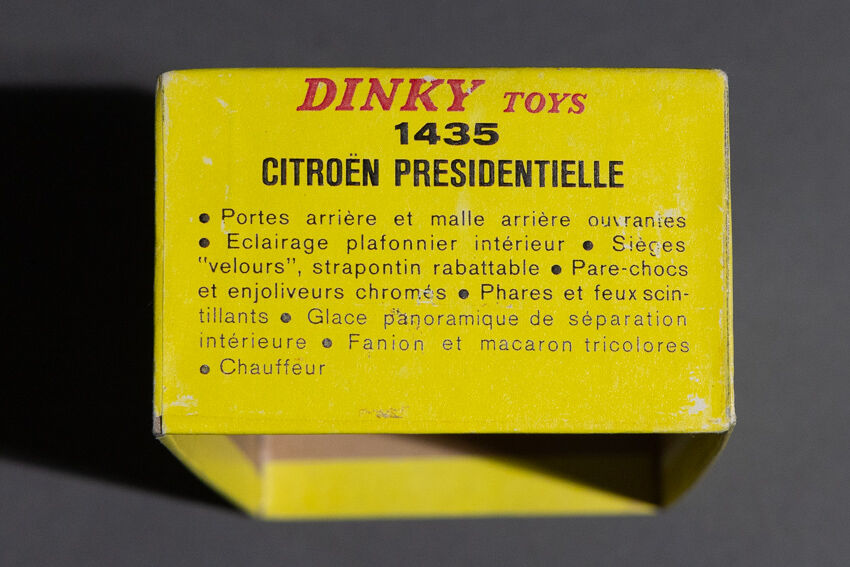 DINKY TOYS
1435
CITROËN PRESIDENTIELLE
• Portes arrière et malle arrière ouvrantes
• Eclairage plafonnier intérieur • Sièges
"velours", strapontin rabattable • Pare-chocs
et enjoliveurs chromés • Phares et feux scin-
tillants • Glace panoramique de séparation
intérieure • Fanion et macaron tricolores
• Chauffeur